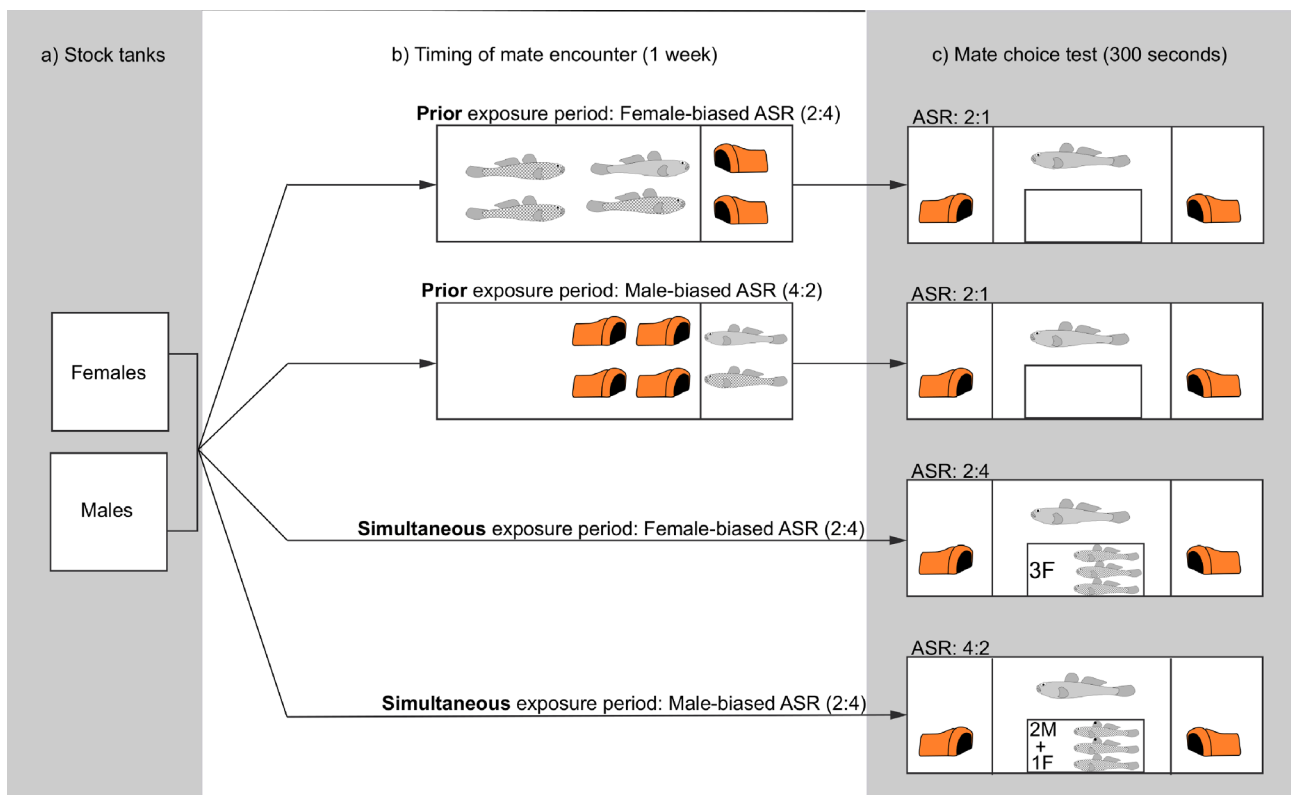 a) Stock tanks
b) Timing of mate encounter (1 week)
c) Mate choice test (300 seconds)
Prior exposure period: Female-biased ASR (2:4)
ASR: 2:1
Prior exposure period: Male-biased ASR (4:2)
ASR: 2:1
Females
Males
ASR: 2:4
Simultaneous exposure period: Female-biased ASR (2:4)
3F
ASR: 4:2
Simultaneous exposure period: Male-biased ASR (2:4)
2M
+
1F